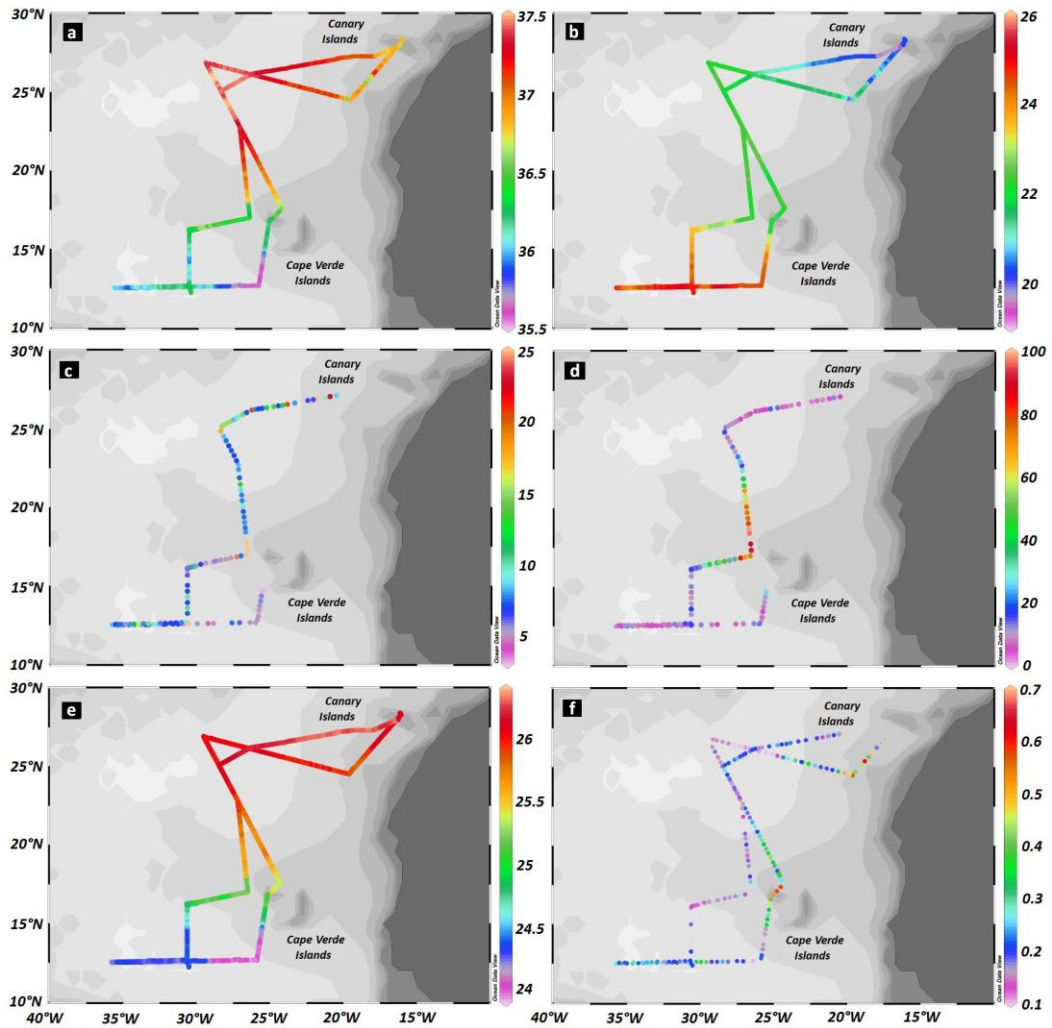 30°N
a
Canary
Islands
37.5
b
Canary
Islands
26
25°N
37
24
20°N
36.5
22
15°N
36
Cape Verde
Islands
20
Cape Verde
Islands
Ocean Data View
Ocean Data View
10°N
35.5
30°N
c
Canary
Islands
25
d
Canary
Islands
100
25°N
20
80
20°N
15
60
15°N
10
40
Cape Verde
Islands
5
20
Cape Verde
Islands
Ocean Data View
Ocean Data View
10°N
0
30°N
e
Canary
Islands
f
Canary
Islands
0.7
26
0.6
25°N
25.5
0.5
20°N
25
0.4
0.3
15°N
24.5
Cape Verde
Islands
0.2
Cape Verde
Islands
24
Ocean Data View
Ocean Data View
10°N
0.1
40°W 35°W 30°W 25°W 20°W 15°W 40°W 35°W 30°W 25°W 20°W 15°W